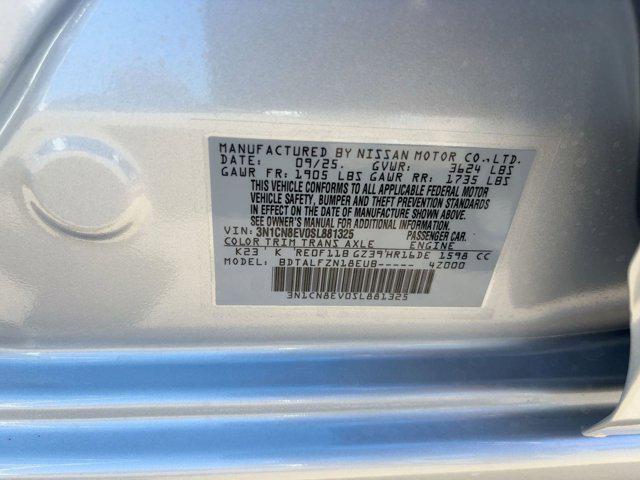 MANUFACTURED BY NISSAN MOTOR CO.,LTD.
DATE: 09/25. GVWR: 3624 LBS
GAWR FR: 1905 LBS GAWR RR: 1735 LBS
THIS VEHICLE CONFORMS TO ALL APPLICABLE FEDERAL MOTOR
VEHICLE SAFETY, BUMPER AND THEFT PREVENTION STANDARDS
IN EFFECT ON THE DATE OF MANUFACTURE SHOWN ABOVE.
SEE OWNER'S MANUAL FOR ADDITIONAL INFORMATION.
VIN: 3N1CN8EV0SL881325 PASSENGER CAR.
COLOR TRIM TRANS AXLE ENGINE
K23 K RE0F11B GZ39 HR16DE 1598 CC
MODEL: BDTALFZN18EUB----- 4Z000
3N1CN8EV0SL881325